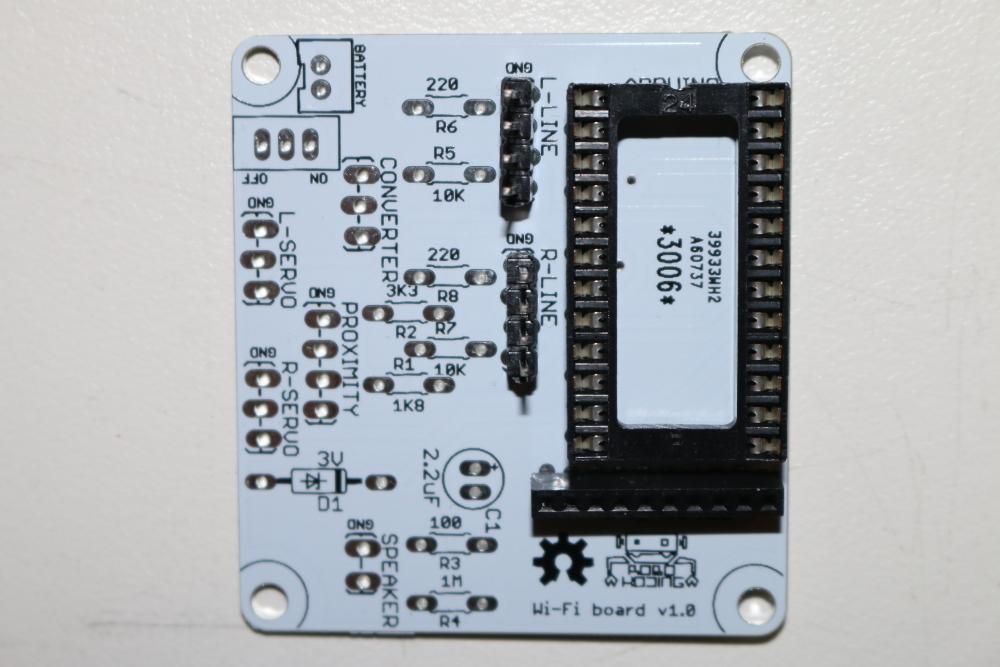 BATTERY
OFF
ON
220
R6
R5
10K
GND
L-LINE
ARDUINO
24
CONVERTER
GND
L-SERVO
220
R8
3K3
R2
R7
10K
R1
1K8
GND
R-LINE
GND
PROXIMITY
GND
R-SERVO
39933WH2
A60737
*3006*
3V
D1
2.2uF
+
C1
GND
SPEAKER
100
R3
1M
R4
Wi-Fi board v1.0